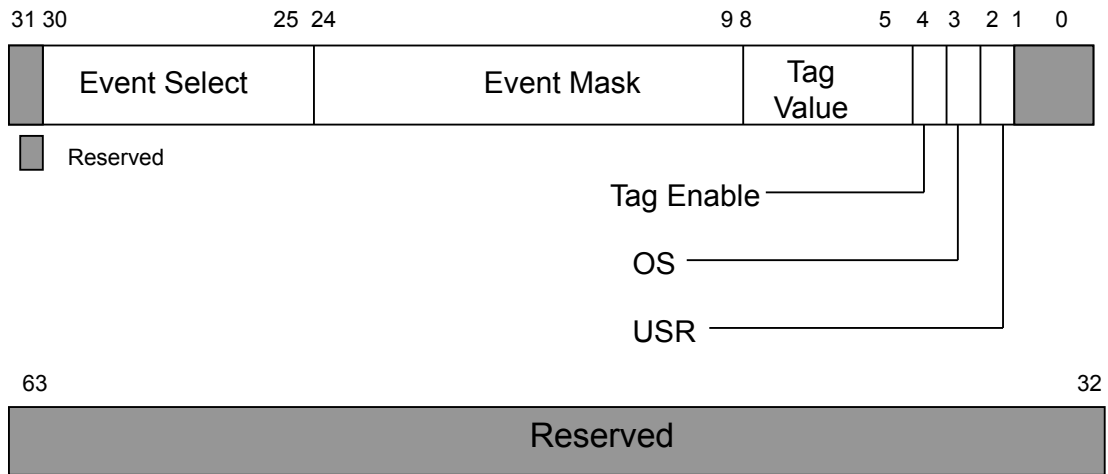 31 30 25 24 9 8 5 4 3 2 1 0
Event Select Event Mask Tag
Value
Reserved
Tag Enable
OS
USR
63 32
Reserved